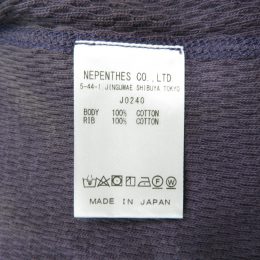 NEPENTHES CO.,LTD
5-44-1, JINGUMAE SHIBUYA TOKYO
J0240
BODY 100% COTTON
RIB 100% COTTON
MADE IN JAPAN